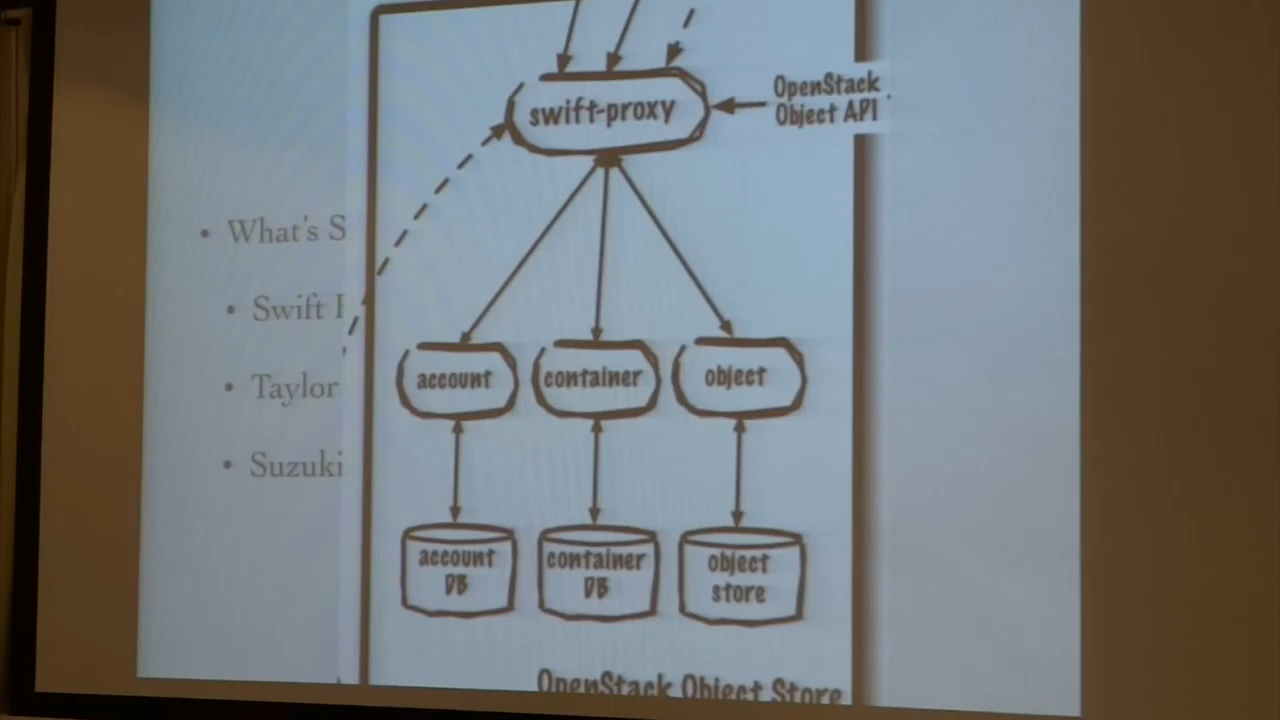 OpenStack
Object API
swift-proxy
• What's S
• Swift
• Taylor
• Suzuki
account
container
object
account
DB
container
DB
object
store
OpenStack Object Store